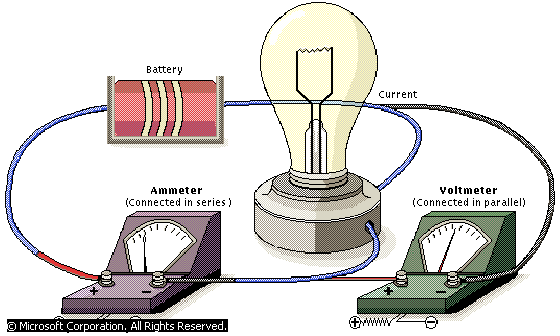 Battery
Current
Ammeter
(Connected in series)
Voltmeter
(Connected in parallel)
+ −
+ −
+ −
© Microsoft Corporation. All Rights Reserved.